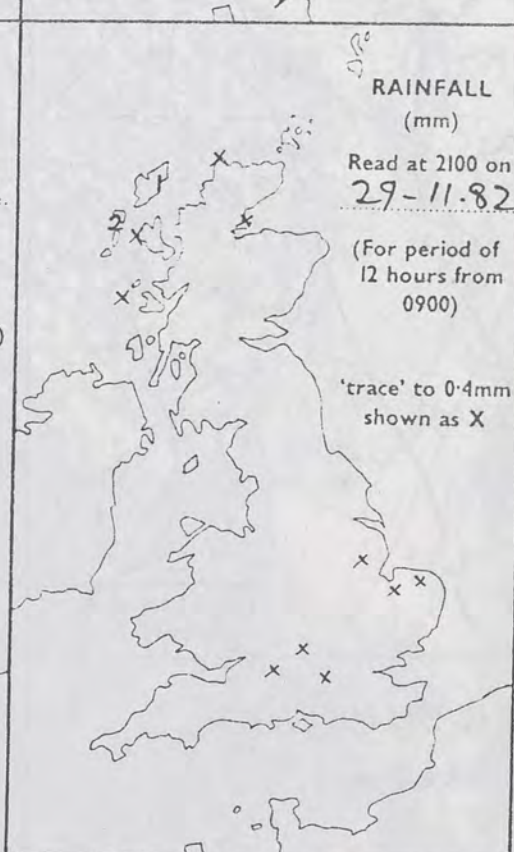 RAINFALL
(mm)
Read at 2100 on
29-11.82
(For period of
12 hours from
0900)
'trace' to 0·4mm
shown as X
X
1
2
X
X
X
X
X
X
X
X
X